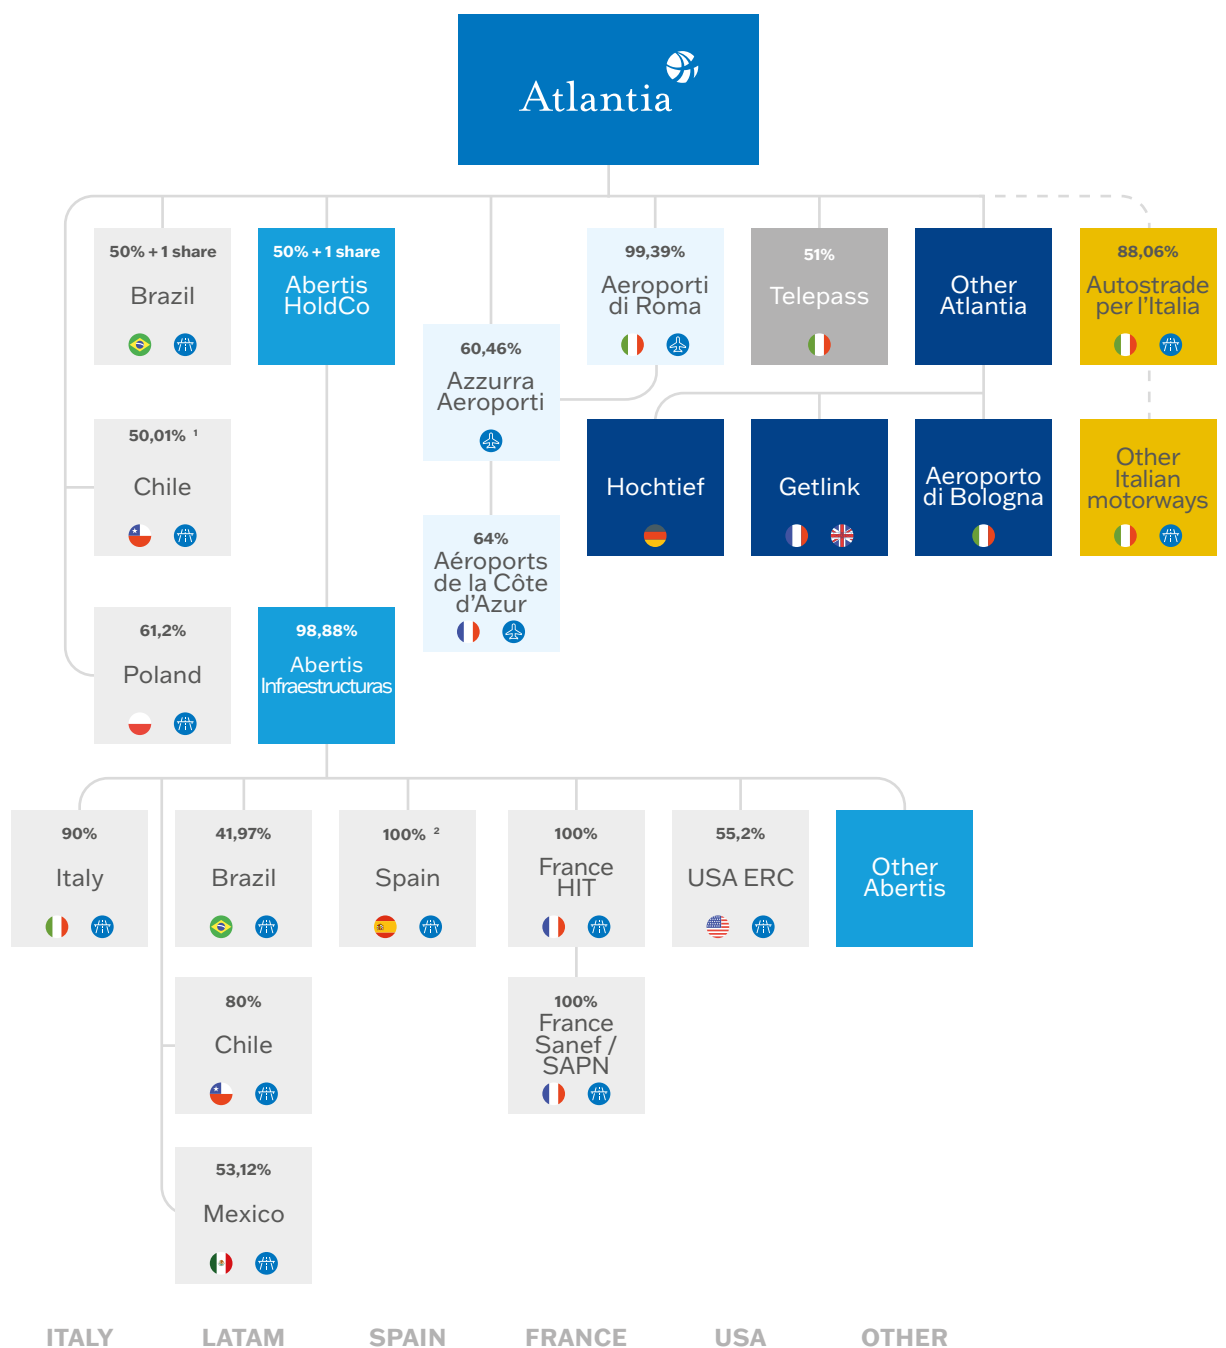 Atlantia
50% + 1 share
Brazil
50% + 1 share
Abertis
HoldCo
99,39%
Aeroporti
di Roma
51%
Telepass
Other
Atlantia
88,06%
Autostrade
per l'Italia
60,46%
Azzurra
Aeroporti
50,01% ¹
Chile
Hochtief
Getlink
Aeroporto
di Bologna
Other
Italian
motorways
64%
Aéroports
de la Côte
d'Azur
61,2%
Poland
98,88%
Abertis
Infraestructuras
90%
Italy
41,97%
Brazil
100% ²
Spain
100%
France
HIT
55,2%
USA ERC
Other
Abertis
80%
Chile
100%
France
Sanef /
SAPN
53,12%
Mexico
ITALY
LATAM
SPAIN
FRANCE
USA
OTHER